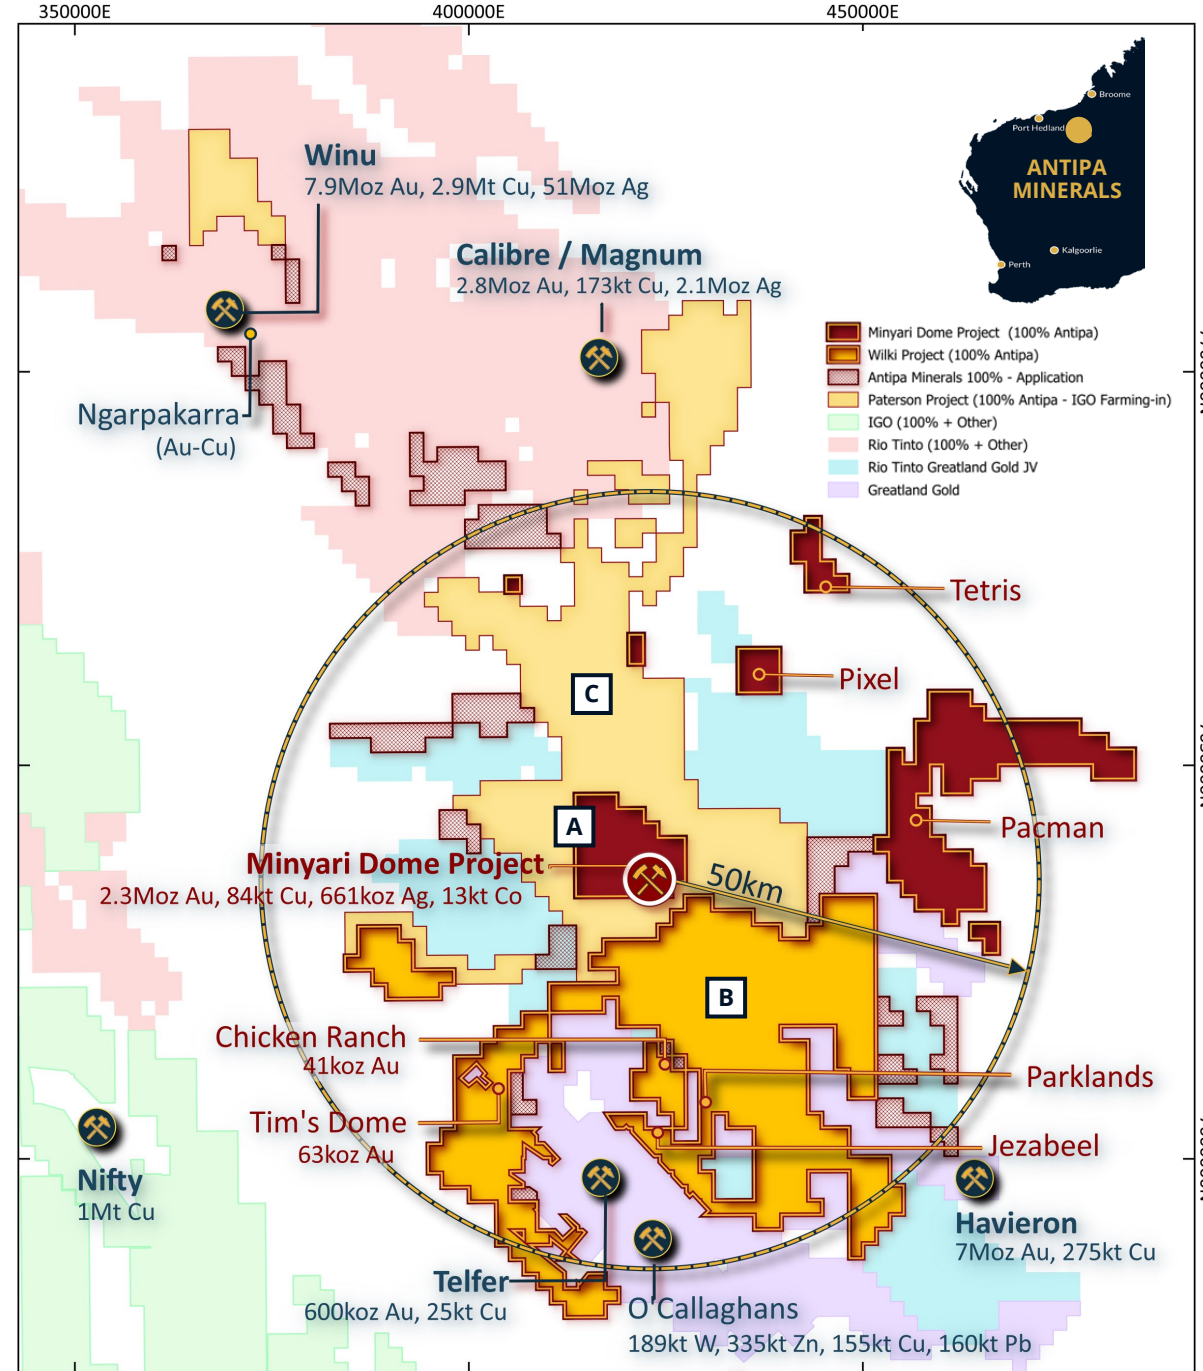 350000E
400000E
450000E
Broome
Port Hedland
ANTIPA
MINERALS
Kalgoorlie
Perth
Winu
7.9Moz Au, 2.9Mt Cu, 51Moz Ag
Calibre / Magnum
2.8Moz Au, 173kt Cu, 2.1Moz Ag
Minyari Dome Project (100% Antipa)
Wilki Project (100% Antipa)
Antipa Minerals 100% - Application
Paterson Project (100% Antipa - IGO Farming-in)
IGO (100% + Other)
Rio Tinto (100% + Other)
Rio Tinto Greatland Gold JV
Greatland Gold
Ngarpakarra
(Au-Cu)
Tetris
Pixel
C
Pacman
A
Minyari Dome Project
2.3Moz Au, 84kt Cu, 661koz Ag, 13kt Co
50km
B
Chicken Ranch
41koz Au
Parklands
Tim's Dome
63koz Au
Jezabeel
Nifty
1Mt Cu
Havieron
7Moz Au, 275kt Cu
Telfer
600koz Au, 25kt Cu
O'Callaghans
189kt W, 335kt Zn, 155kt Cu, 160kt Pb